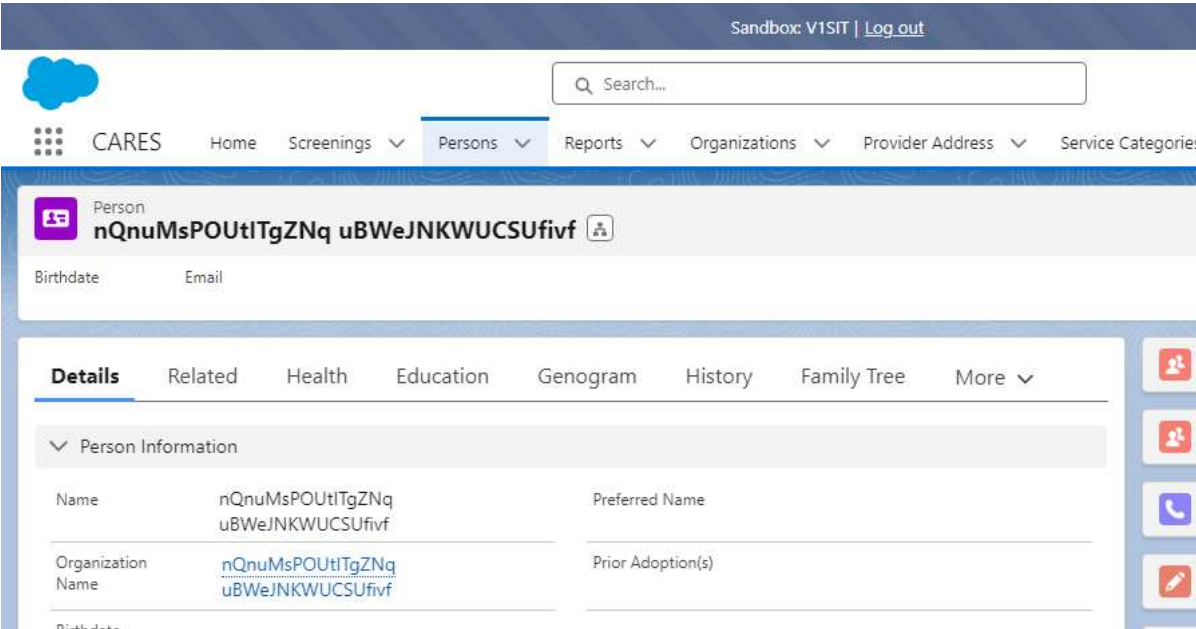 Sandbox: V1SIT | Log out
Search...
CARES Home Screenings Persons Reports Organizations Provider Address Service Categories
Person
nQnuMsPOUtITgZNq uBWeJNKWUCSUfivf
Birthdate Email
Details Related Health Education Genogram History Family Tree More
Person Information
Name nQnuMsPOUtITgZNq Preferred Name
uBWeJNKWUCSUfivf
Organization nQnuMsPOUtITgZNq Prior Adoption(s)
Name uBWeJNKWUCSUfivf
Birthdate